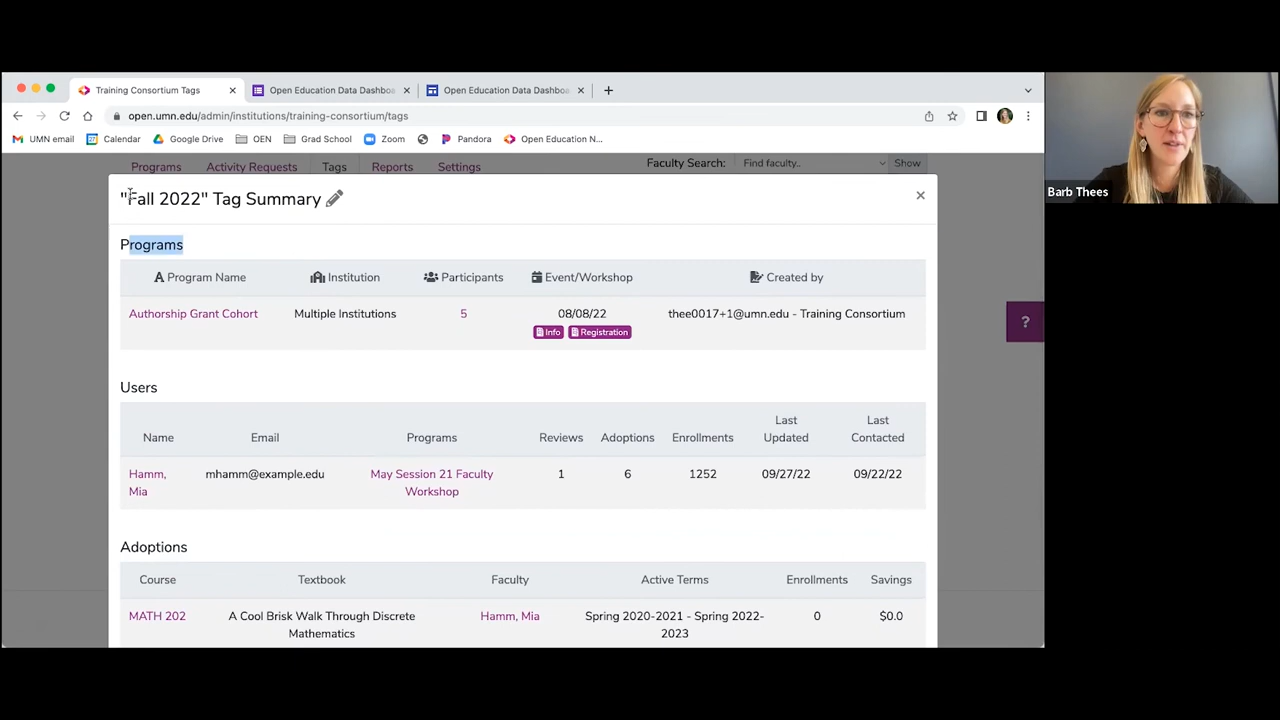 Training Consortium Tags
Open Education Data Dashboa
Open Education Data Dashboa
open.umn.edu/admin/institutions/training-consortium/tags
UMN email Calendar Google Drive OEN Grad School Zoom Pandora Open Education N...
Programs Activity Requests Tags Reports Settings Faculty Search: Find faculty.. Show
"Fall 2022" Tag Summary ×
Programs
Program Name Institution Participants Event/Workshop Created by
Authorship Grant Cohort Multiple Institutions 5 08/08/22 thee0017+1@umn.edu - Training Consortium
Info Registration
?
Users
Name Email Programs Reviews Adoptions Enrollments Last Updated Last Contacted
Hamm, Mia mhamm@example.edu May Session 21 Faculty Workshop 1 6 1252 09/27/22 09/22/22
Adoptions
Course Textbook Faculty Active Terms Enrollments Savings
MATH 202 A Cool Brisk Walk Through Discrete Mathematics Hamm, Mia Spring 2020-2021 - Spring 2022-2023 0 $0.0
Barb Thees